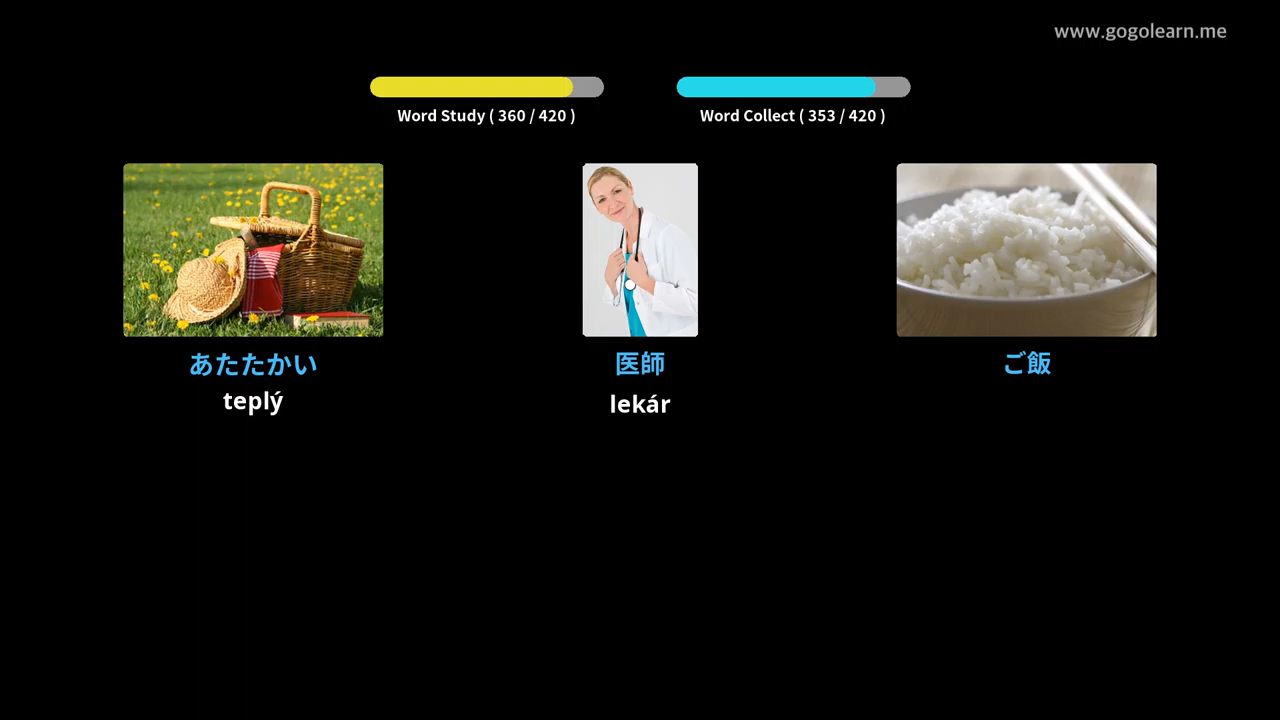 www.gogolearn.me
Word Study ( 360 / 420 )
Word Collect ( 353 / 420 )
あたたかい
医師
ご飯
teplý
lekár